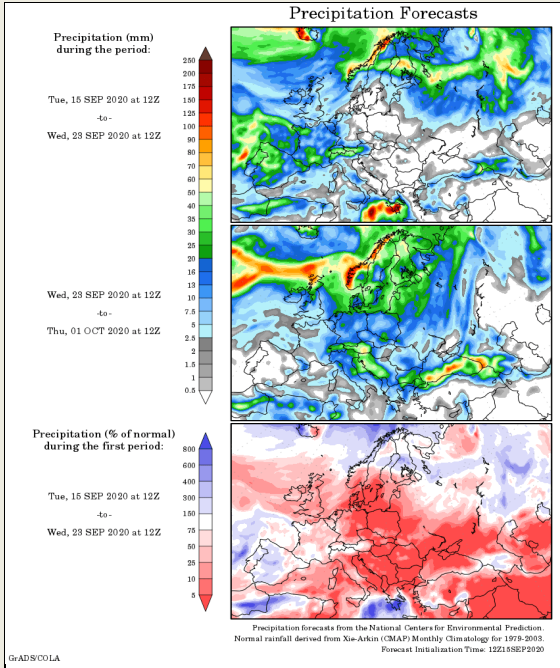 Precipitation Forecasts
Precipitation (mm)
during the period:
Tue, 15 SEP 2020 at 12Z
-to-
Wed, 23 SEP 2020 at 12Z
250
200
175
150
125
100
90
80
70
60
50
40
35
30
25
20
16
13
10
7.5
5
2.5
2
1.5
1
0.5
Wed, 23 SEP 2020 at 12Z
-to-
Thu, 01 OCT 2020 at 12Z
Precipitation (% of normal)
during the first period:
Tue, 15 SEP 2020 at 12Z
-to-
Wed, 23 SEP 2020 at 12Z
800
600
400
300
150
75
50
25
10
5
Precipitation forecasts from the National Centers for Environmental Prediction.
Normal rainfall derived from Xie-Arkin (CMAP) Monthly Climatology for 1979-2003.
Forecast Initialization Time: 12Z15SEP2020
GrADS/COLA